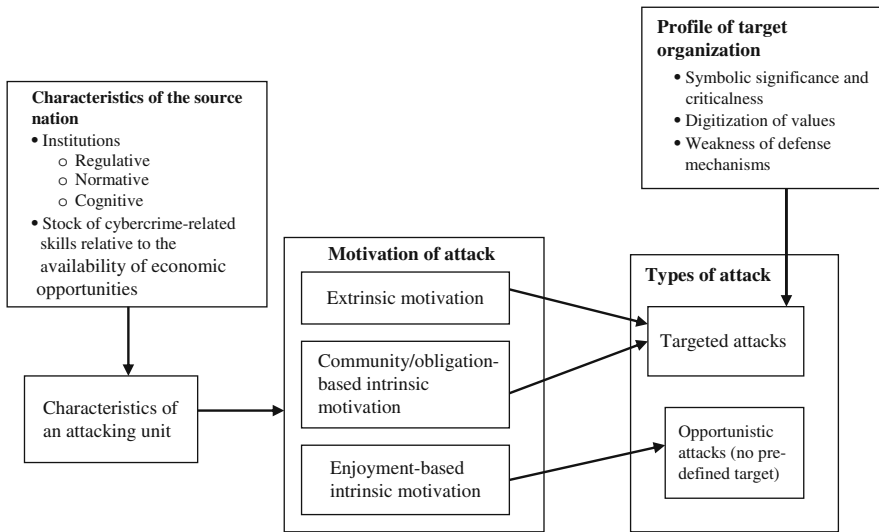 Characteristics of the source
nation
• Institutions
o Regulative
o Normative
o Cognitive
• Stock of cybercrime-related
skills relative to the
availability of economic
opportunities
Characteristics of
an attacking unit
Motivation of attack
Extrinsic motivation
Community/obligation-
based intrinsic
motivation
Enjoyment-based
intrinsic motivation
Profile of target
organization
• Symbolic significance and
criticalness
• Digitization of values
• Weakness of defense
mechanisms
Types of attack
Targeted attacks
Opportunistic
attacks (no pre-
defined target)